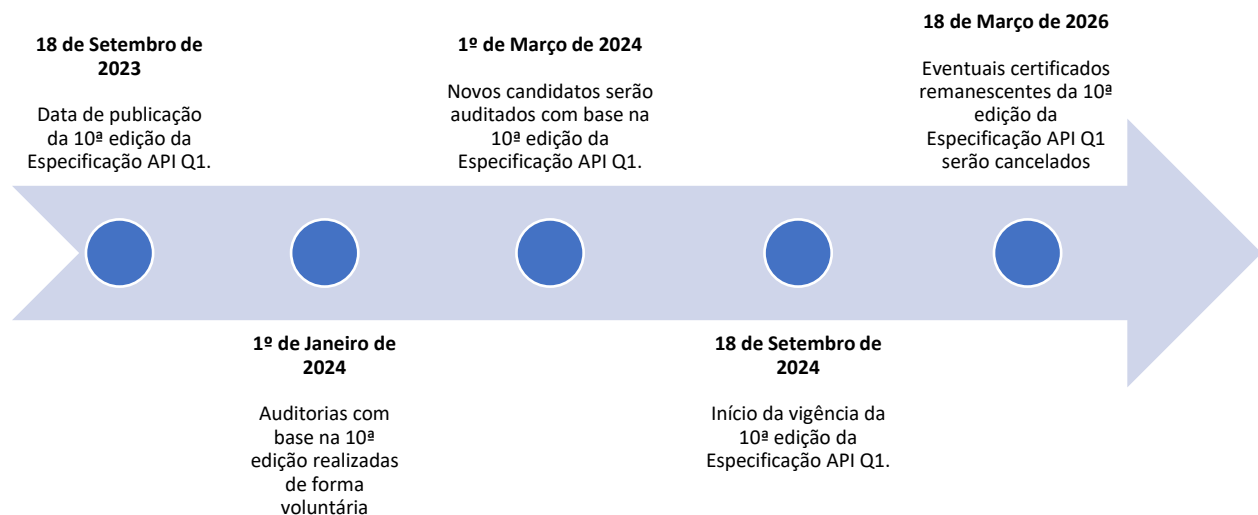 18 de Setembro de
2023
Data de publicação
da 10ª edição da
Especificação API Q1.
1º de Janeiro de
2024
Auditorias com
base na 10ª
edição realizadas
de forma
voluntária
1º de Março de 2024
Novos candidatos serão
auditados com base na
10ª edição da
Especificação API Q1.
18 de Setembro de
2024
Início da vigência da
10ª edição da
Especificação API Q1.
18 de Março de 2026
Eventuais certificados
remanescentes da 10ª
edição da
Especificação API Q1
serão cancelados